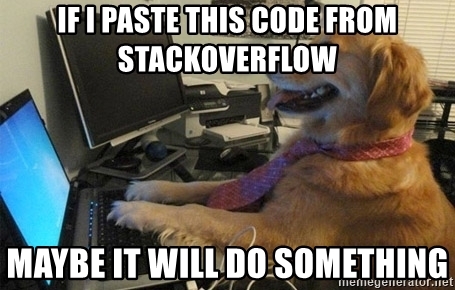 IF I PASTE THIS CODE FROM
STACKOVERFLOW
MAYBE IT WILL DO SOMETHING
memegenerator.net